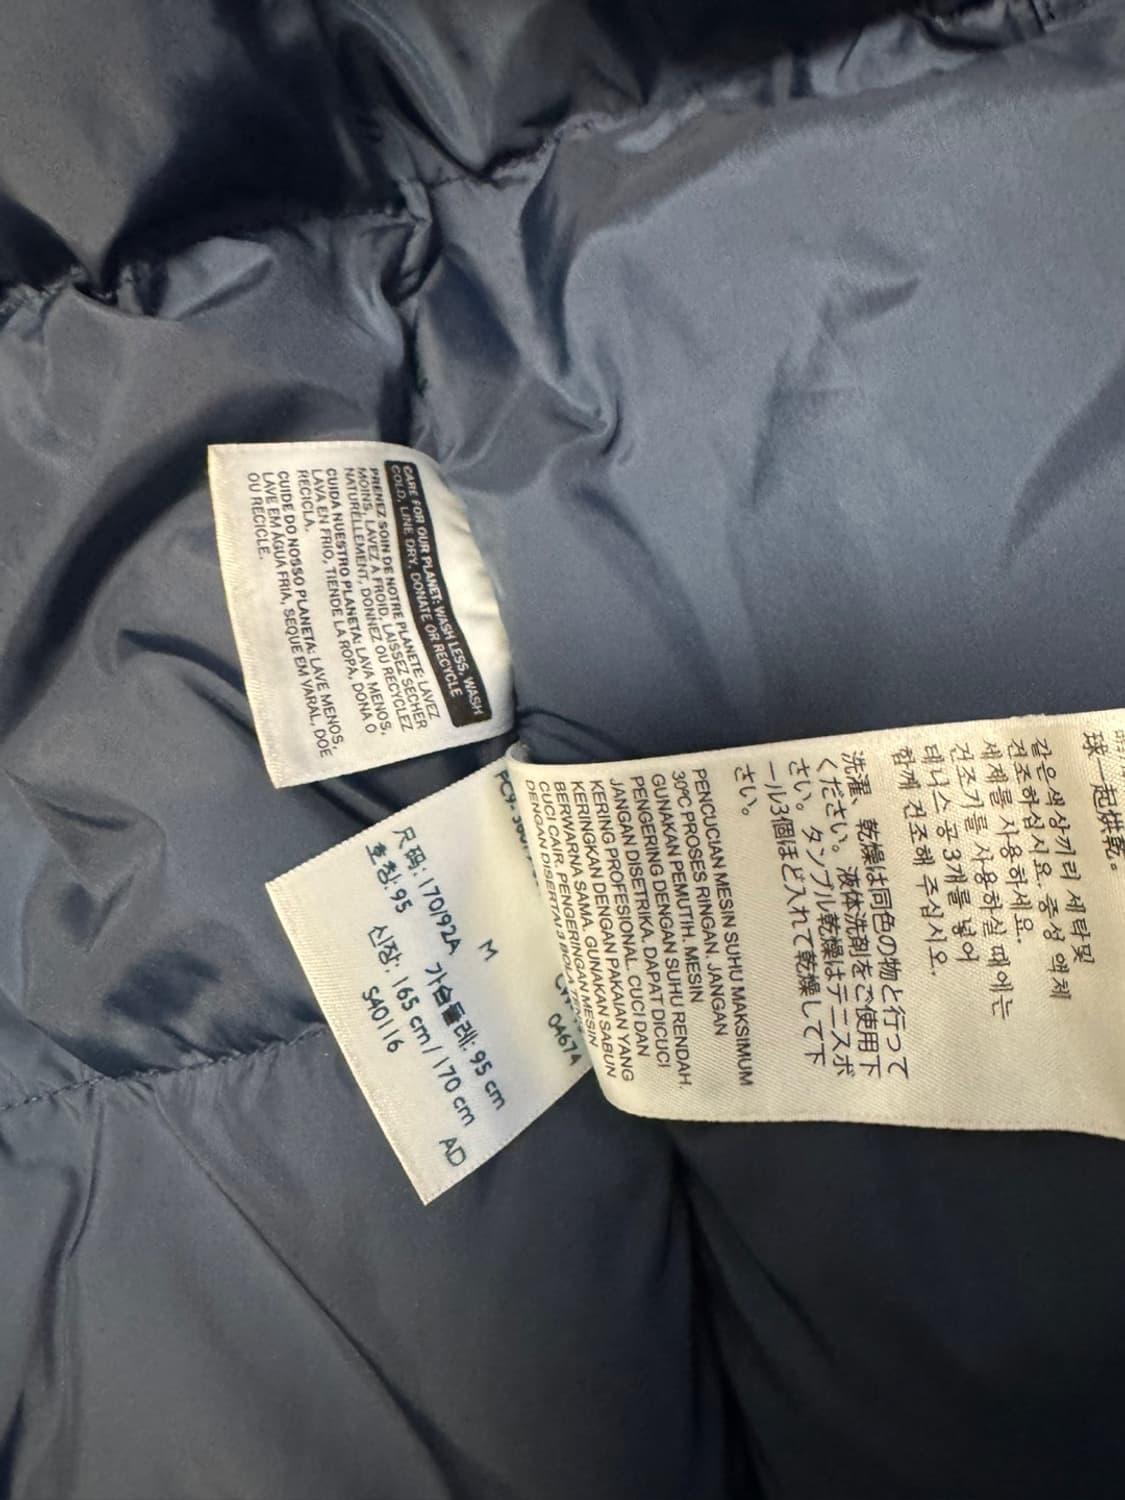 CARE FOR OUR PLANET: WASH LESS, WASH
COLD, LINE DRY, DONATE OR RECYCLE
PRENEZ SOIN DE NOTRE PLANÈTE: LAVEZ
MOINS, LAVEZ À FROID, LAISSEZ SÉCHER
NATURELLEMENT, DONNEZ OU RECYCLEZ
CUIDA NUESTRO PLANETA: LAVA MENOS,
LAVA EN FRIO, TIENDE LA ROPA, DONA O
RECICLA.
CUIDE DO NOSSO PLANETA: LAVE MENOS,
LAVE EM ÁGUA FRIA, SEQUE EM VARAL, DOE
OU RECICLE.
04674
M
尺码: 170/92A 가슴둘레: 95 cm
호칭: 95 신장: 165 cm / 170 cm
SA0116 AD
球一起烘乾。
같은색상끼리 세탁및
건조하십시요. 중성 액체
세제를 사용하세요.
건조기를 사용하실 때에는
테니스 공 3개를 넣어
함께 건조해 주십시오.
洗濯、乾燥は同色の物と行って
ください。液体洗剤をご使用下
さい。タンブル乾燥はテニスボ
ール3個ほど入れて乾燥して下
さい。
PENCUCIAN MESIN SUHU MAKSIMUM
30°C PROSES RINGAN. JANGAN
GUNAKAN PEMUTIH. MESIN
PENGERING DENGAN SUHU RENDAH.
JANGAN DISETRIKA. DAPAT DICUCI
KERING PROFESIONAL. CUCI DAN
KERINGKAN DENGAN PAKAIAN YANG
BERWARNA SAMA. GUNAKAN SABUN
CUCI CAIR. PENGERINGAN MESIN
DENGAN DISERTAI 3 BOLA